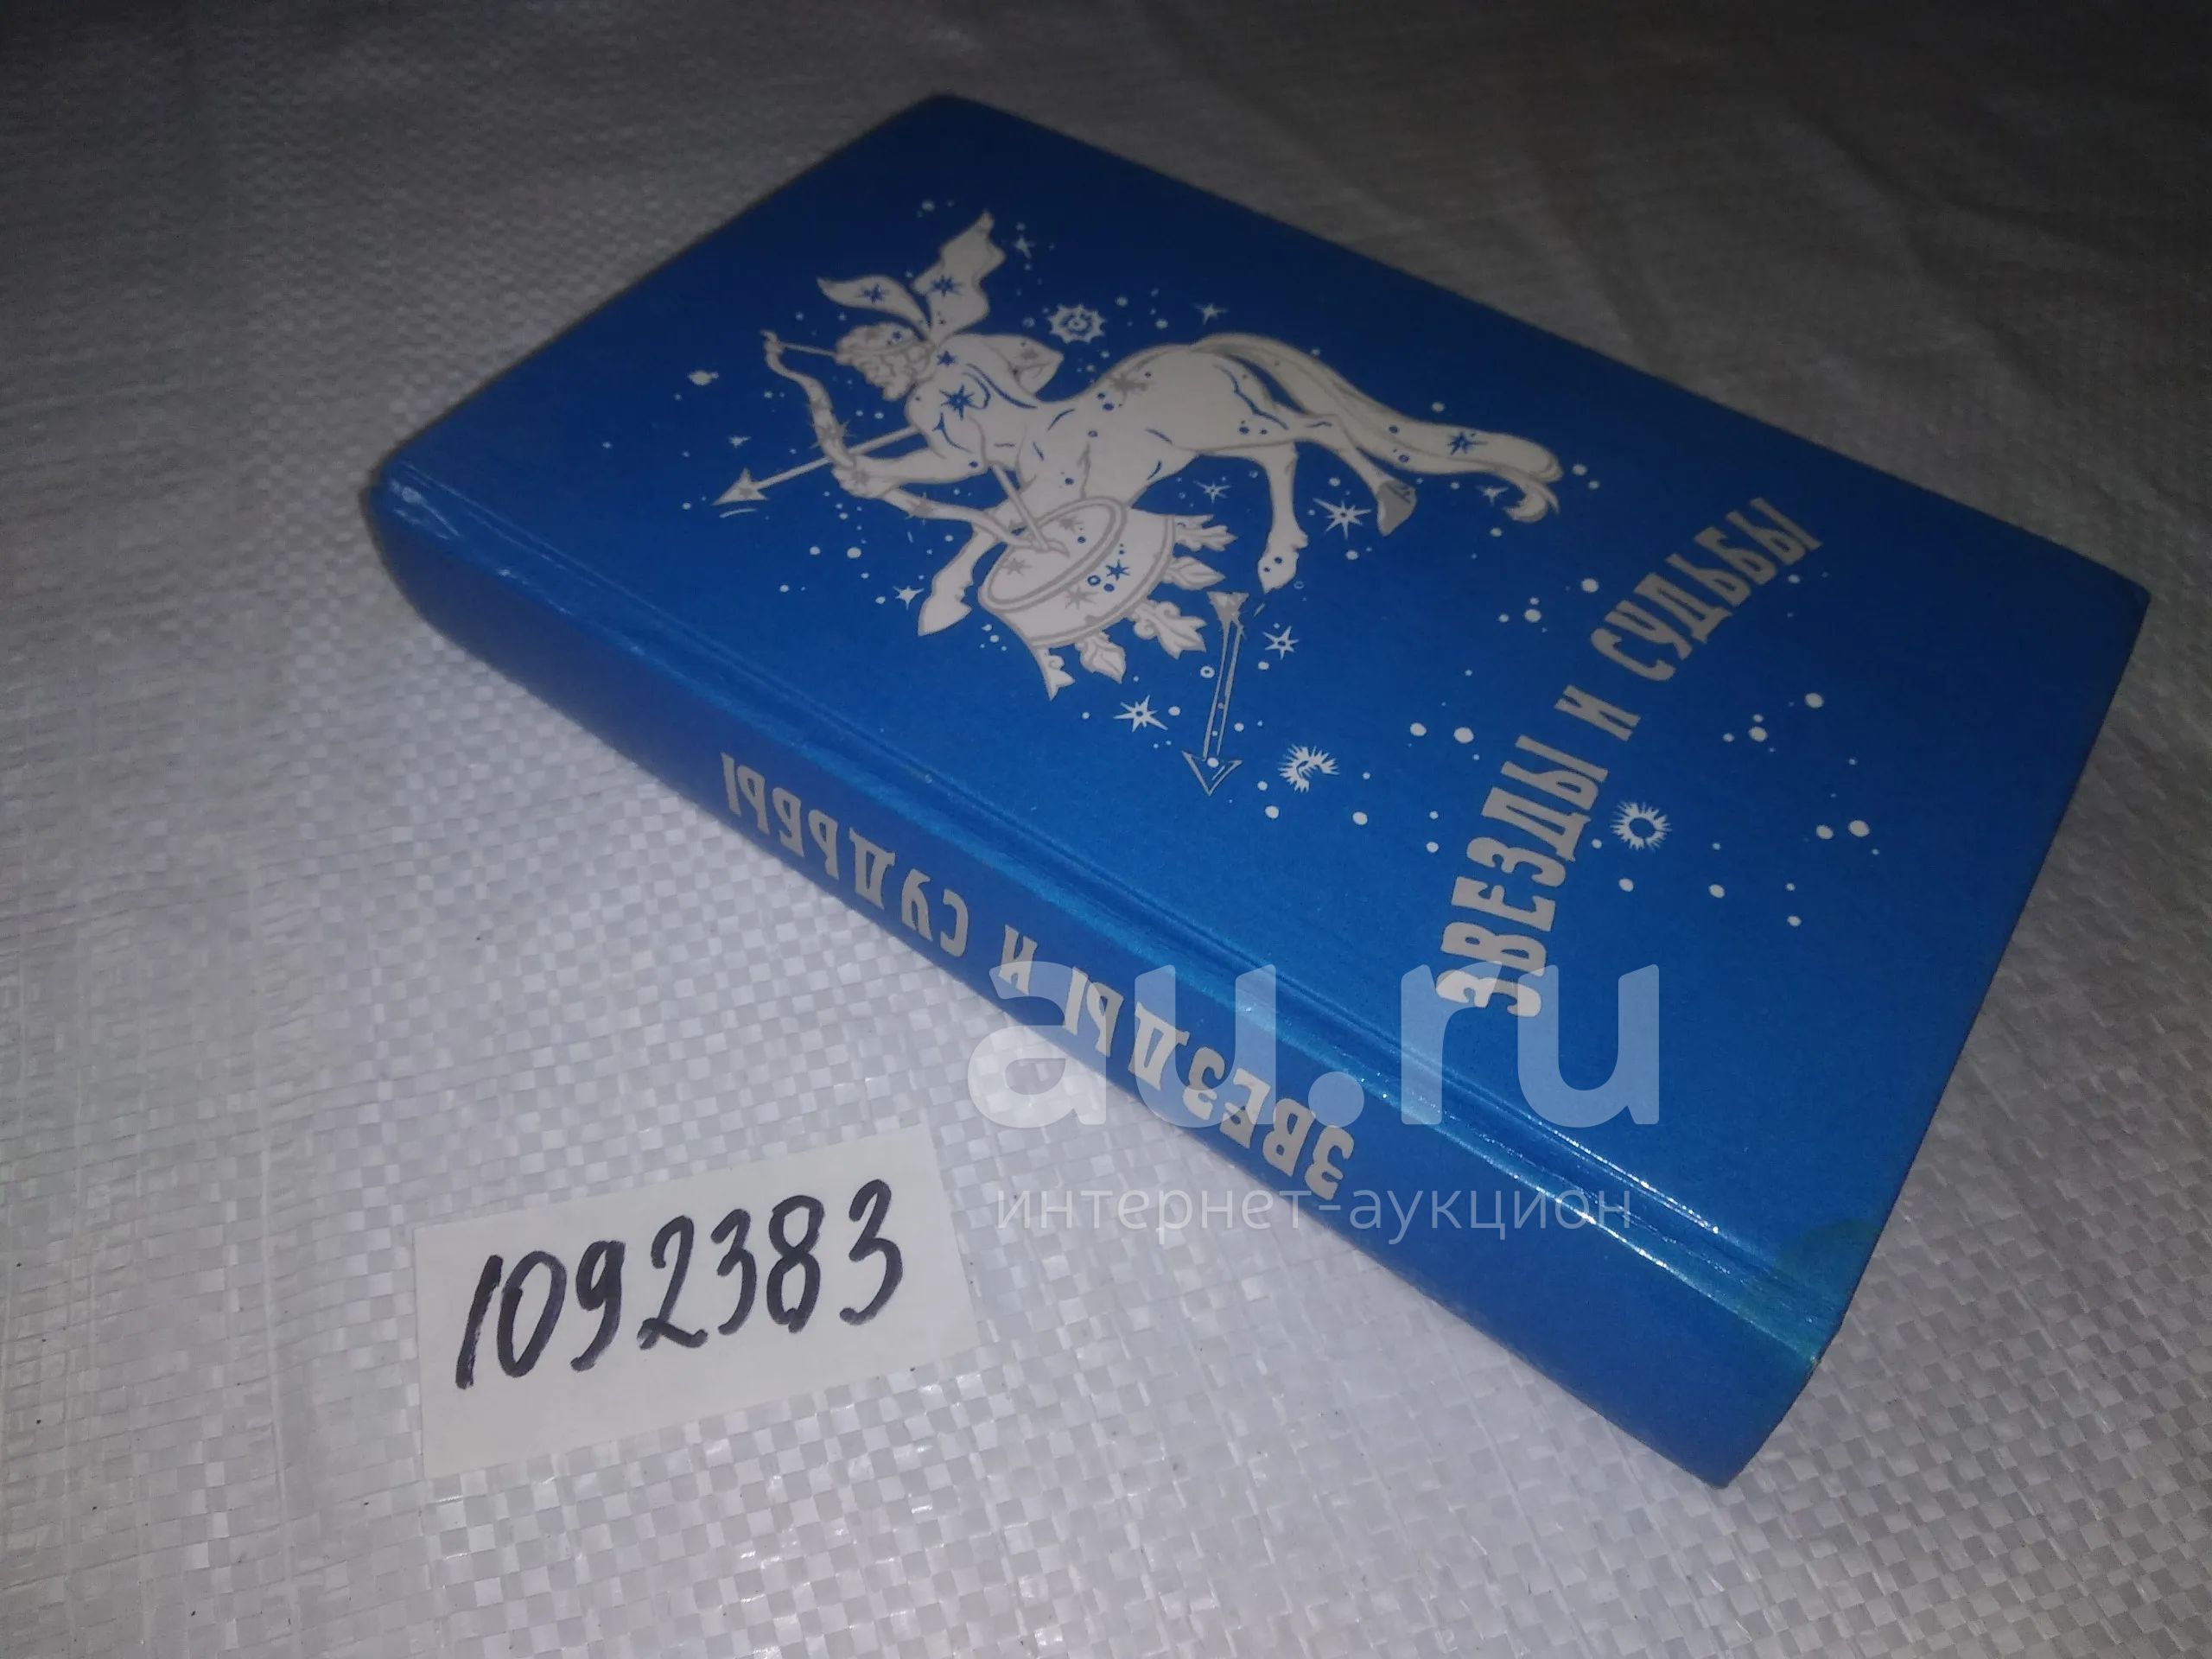 ЗВЕЗДЫ И СУДЬБЫ
ЗВЕЗДЫ И СУДЬБЫ
au.ru
интернет-аукцион
1092383